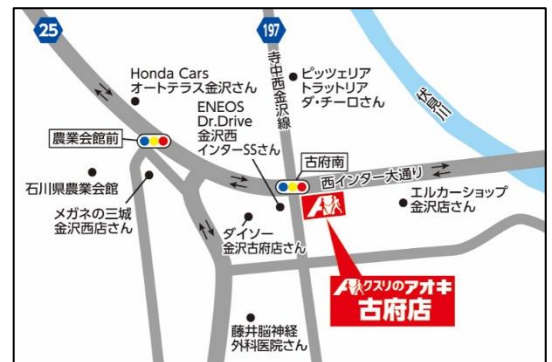 25
197
寺中西金沢線
Honda Cars
オートテラス金沢さん
ピッツェリア
トラットリア
ダ・チーロさん
伏見川
ENEOS
Dr.Drive
金沢西
インターSSさん
農業会館前
古府南
西インター大通り
石川県農業会館
メガネの三城
金沢西店さん
エルカーショップ
金沢店さん
ダイソー
金沢古府店さん
クスリのアオキ
古府店
藤井脳神経
外科医院さん